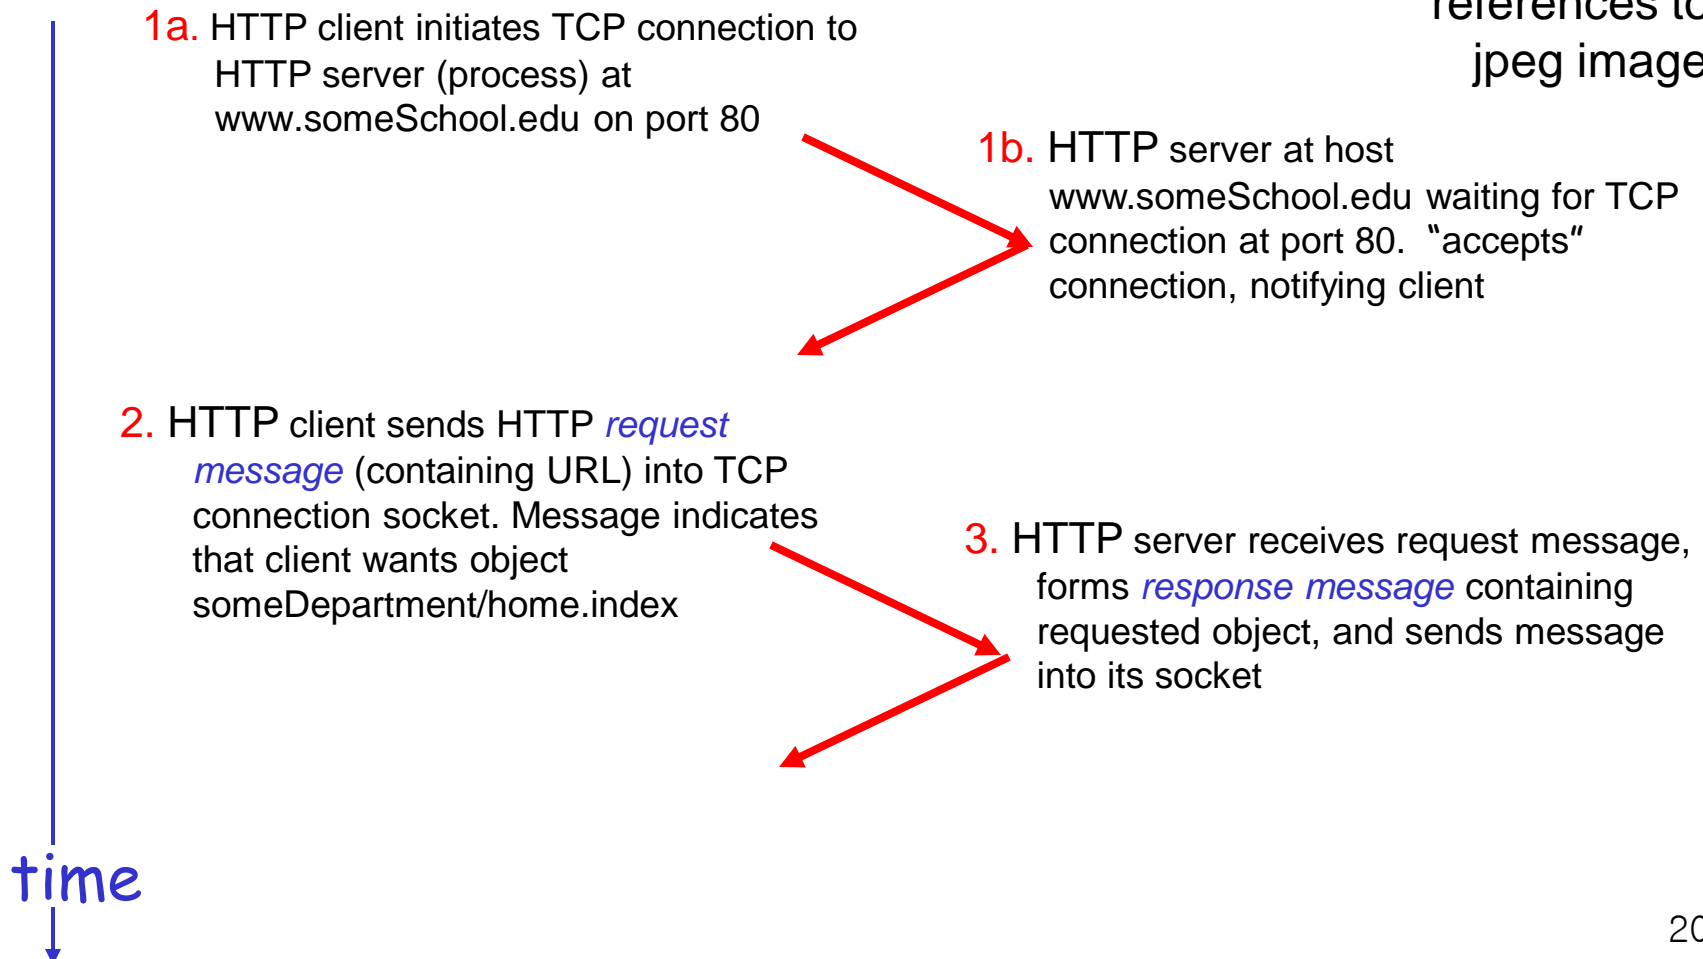 references to
jpeg image
1a. HTTP client initiates TCP connection to
HTTP server (process) at
www.someSchool.edu on port 80
1b. HTTP server at host
www.someSchool.edu waiting for TCP
connection at port 80. “accepts”
connection, notifying client
2. HTTP client sends HTTP request
message (containing URL) into TCP
connection socket. Message indicates
that client wants object
someDepartment/home.index
3. HTTP server receives request message,
forms response message containing
requested object, and sends message
into its socket
time
20